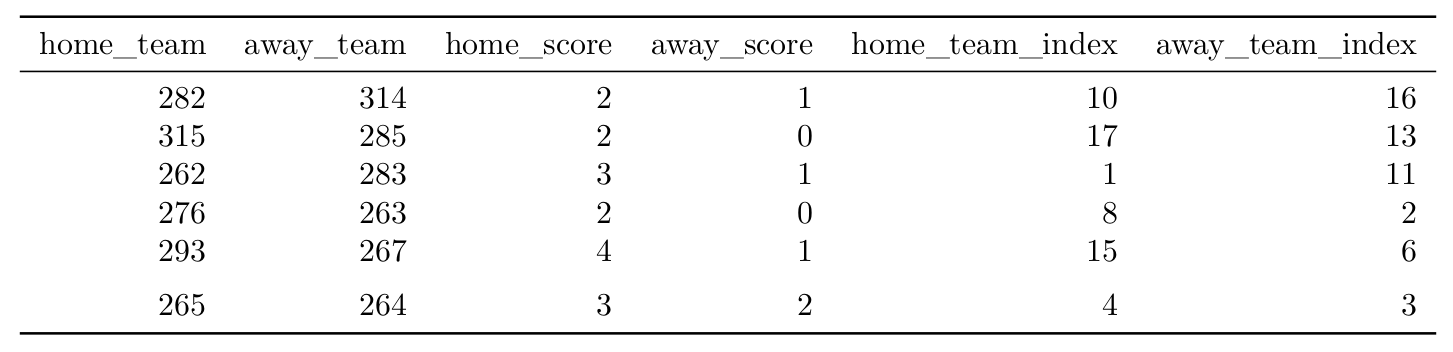 home_team away_team home_score away_score home_team_index away_team_index
282 314 2 1 10 16
315 285 2 0 17 13
262 283 3 1 1 11
276 263 2 0 8 2
293 267 4 1 15 6
265 264 3 2 4 3